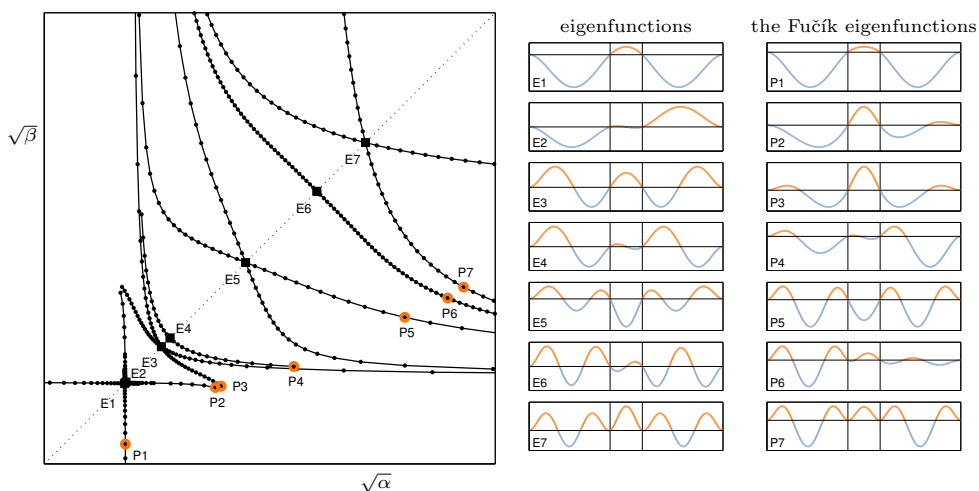 √β
√α
E7
E6
E5
E4
E3
E2
E1
P7
P6
P5
P4
P3
P2
P1
eigenfunctions
E1
E2
E3
E4
E5
E6
E7
the Fučík eigenfunctions
P1
P2
P3
P4
P5
P6
P7